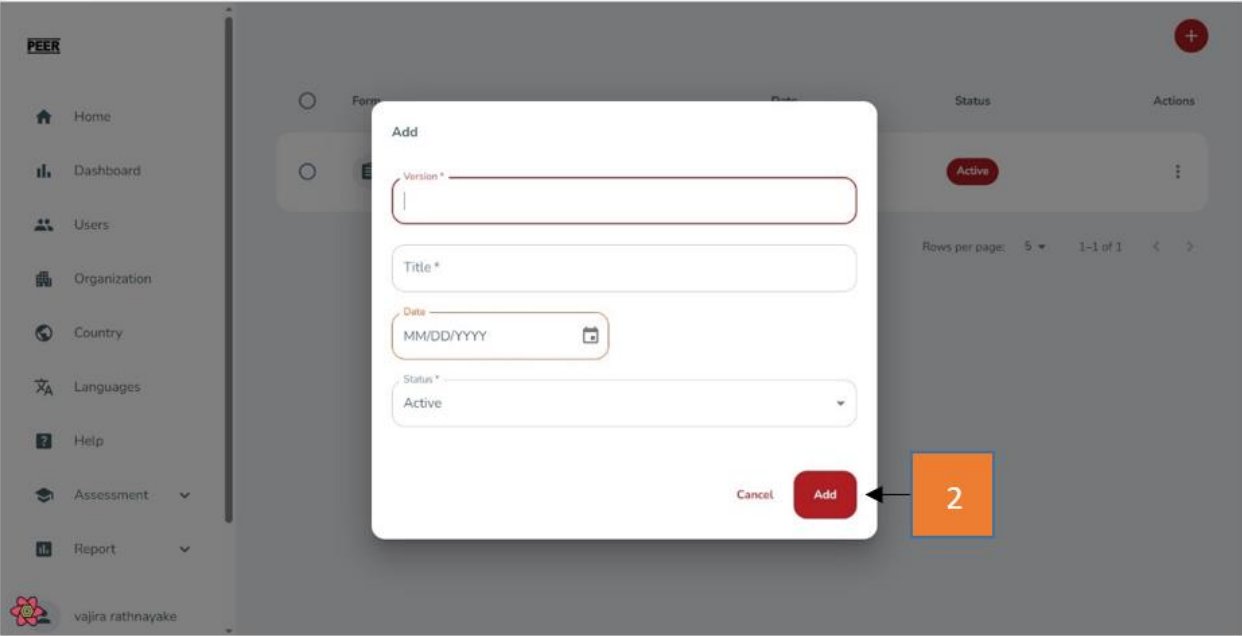 PEER
Home
Dashboard
Users
Organization
Country
Languages
Help
Assessment
Report
vajira rathnayake
Form
Date
Status
Actions
Active
Rows per page: 5
1–1 of 1
Add
Version *
Title *
Date
MM/DD/YYYY
Status *
Active
Cancel
Add
2